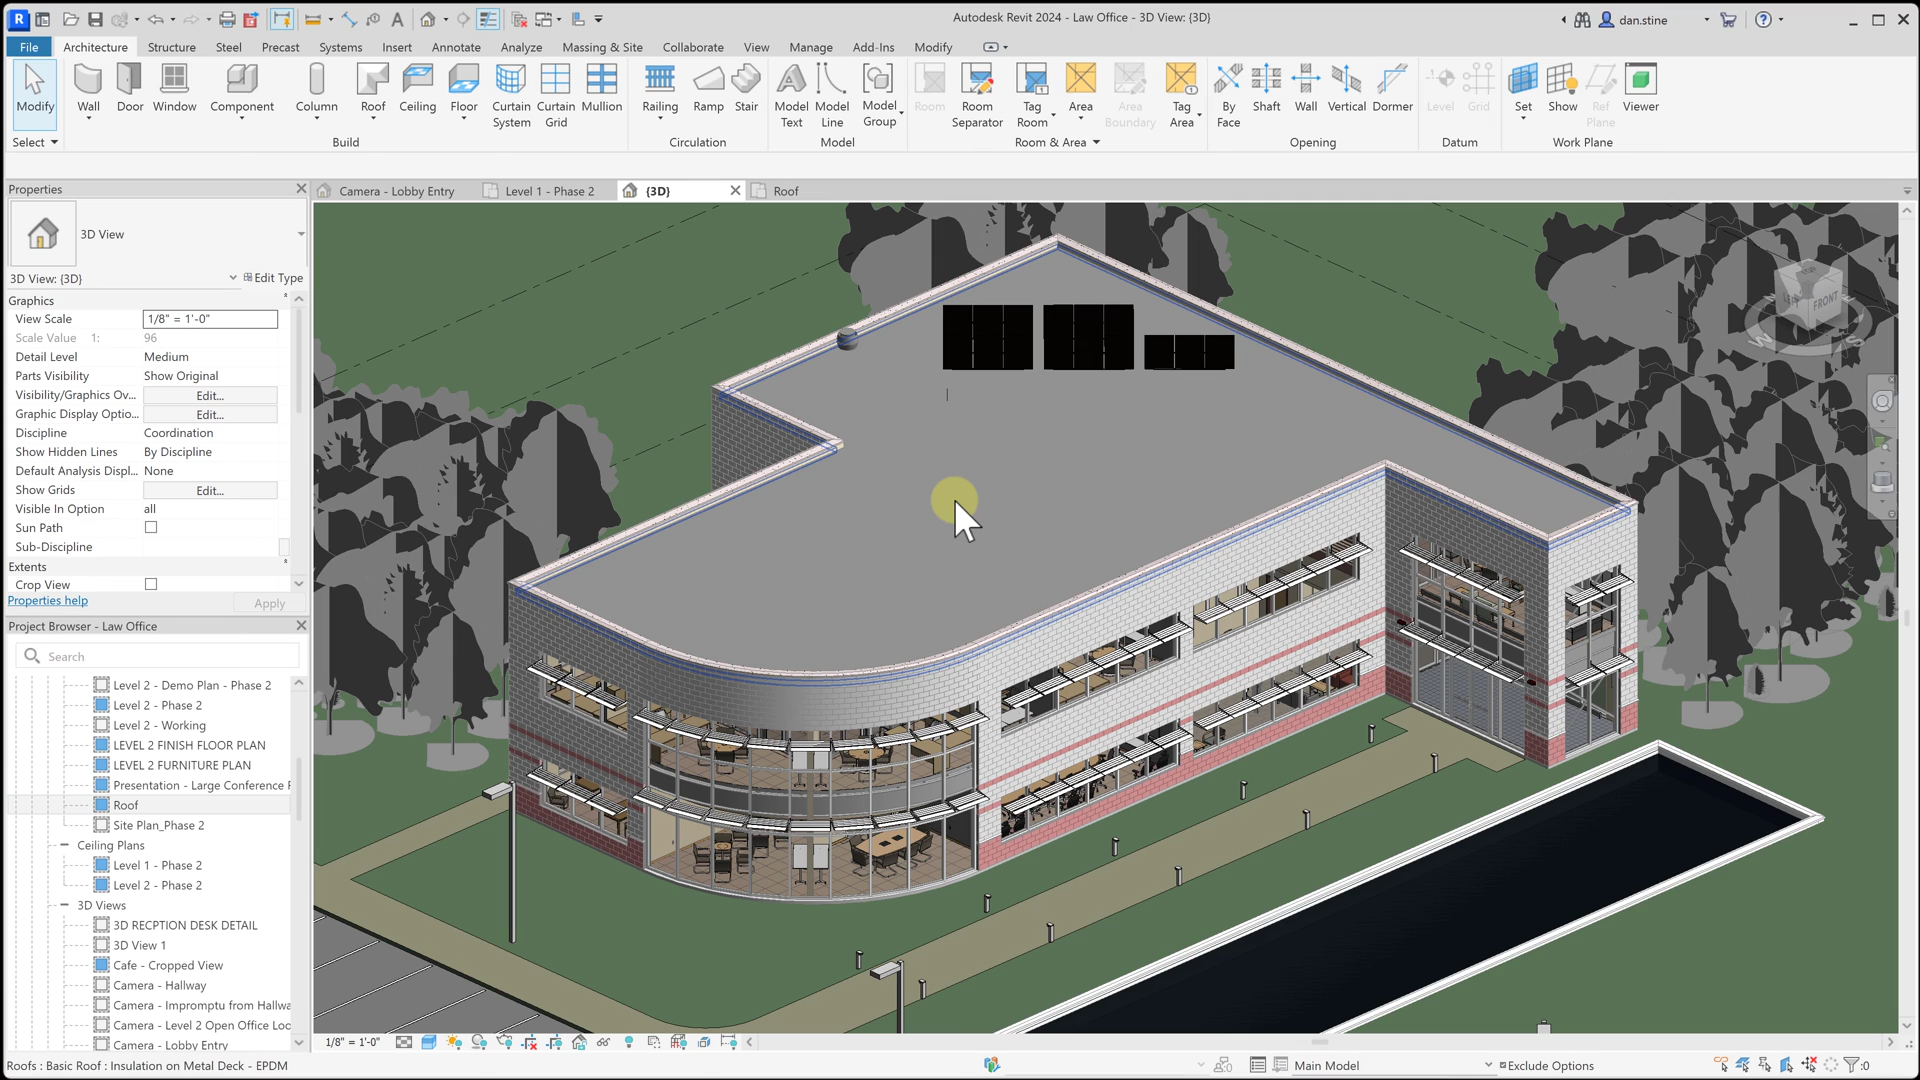 Autodesk Revit 2024 - Law Office - 3D View: {3D}
dan.stine
File Architecture Structure Steel Precast Systems Insert Annotate Analyze Massing & Site Collaborate View Manage Add-Ins Modify
Modify
Wall
Door
Window
Component
Column
Roof
Ceiling
Floor
Curtain
System
Curtain
Grid
Mullion
Railing
Ramp
Stair
Model
Text
Model
Line
Model
Group
Room
Room
Separator
Tag
Room
Area
Area
Boundary
Tag
Area
By
Face
Shaft
Wall
Vertical
Dormer
Level
Grid
Set
Show
Ref
Plane
Viewer
Select
Build
Circulation
Model
Room & Area
Opening
Datum
Work Plane
Properties
Camera - Lobby Entry
Level 1 - Phase 2
{3D}
Roof
3D View
3D View: {3D}
Edit Type
Graphics
View Scale 1/8" = 1'-0"
Scale Value 1: 96
Detail Level Medium
Parts Visibility Show Original
Visibility/Graphics Ov... Edit...
Graphic Display Optio... Edit...
Discipline Coordination
Show Hidden Lines By Discipline
Default Analysis Displ... None
Show Grids Edit...
Visible In Option all
Sun Path
Sub-Discipline
Extents
Crop View
Properties help
Apply
Project Browser - Law Office
Search
Level 2 - Demo Plan - Phase 2
Level 2 - Phase 2
Level 2 - Working
LEVEL 2 FINISH FLOOR PLAN
LEVEL 2 FURNITURE PLAN
Presentation - Large Conference
Roof
Site Plan_Phase 2
Ceiling Plans
Level 1 - Phase 2
Level 2 - Phase 2
3D Views
3D RECPTION DESK DETAIL
3D View 1
Cafe - Cropped View
Camera - Hallway
Camera - Impromptu from Hallwa
Camera - Level 2 Open Office Loo
Camera - Lobby Entry
FRONT
S
1/8" = 1'-0"
Roofs : Basic Roof : Insulation on Metal Deck - EPDM
Main Model
Exclude Options
:0